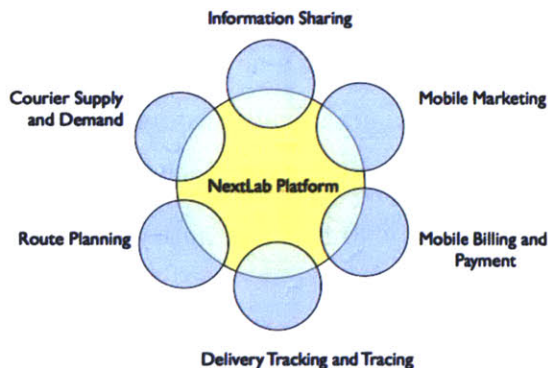 Information Sharing
Courier Supply
and Demand
Mobile Marketing
NextLab Platform
Route Planning
Mobile Billing and
Payment
Delivery Tracking and Tracing